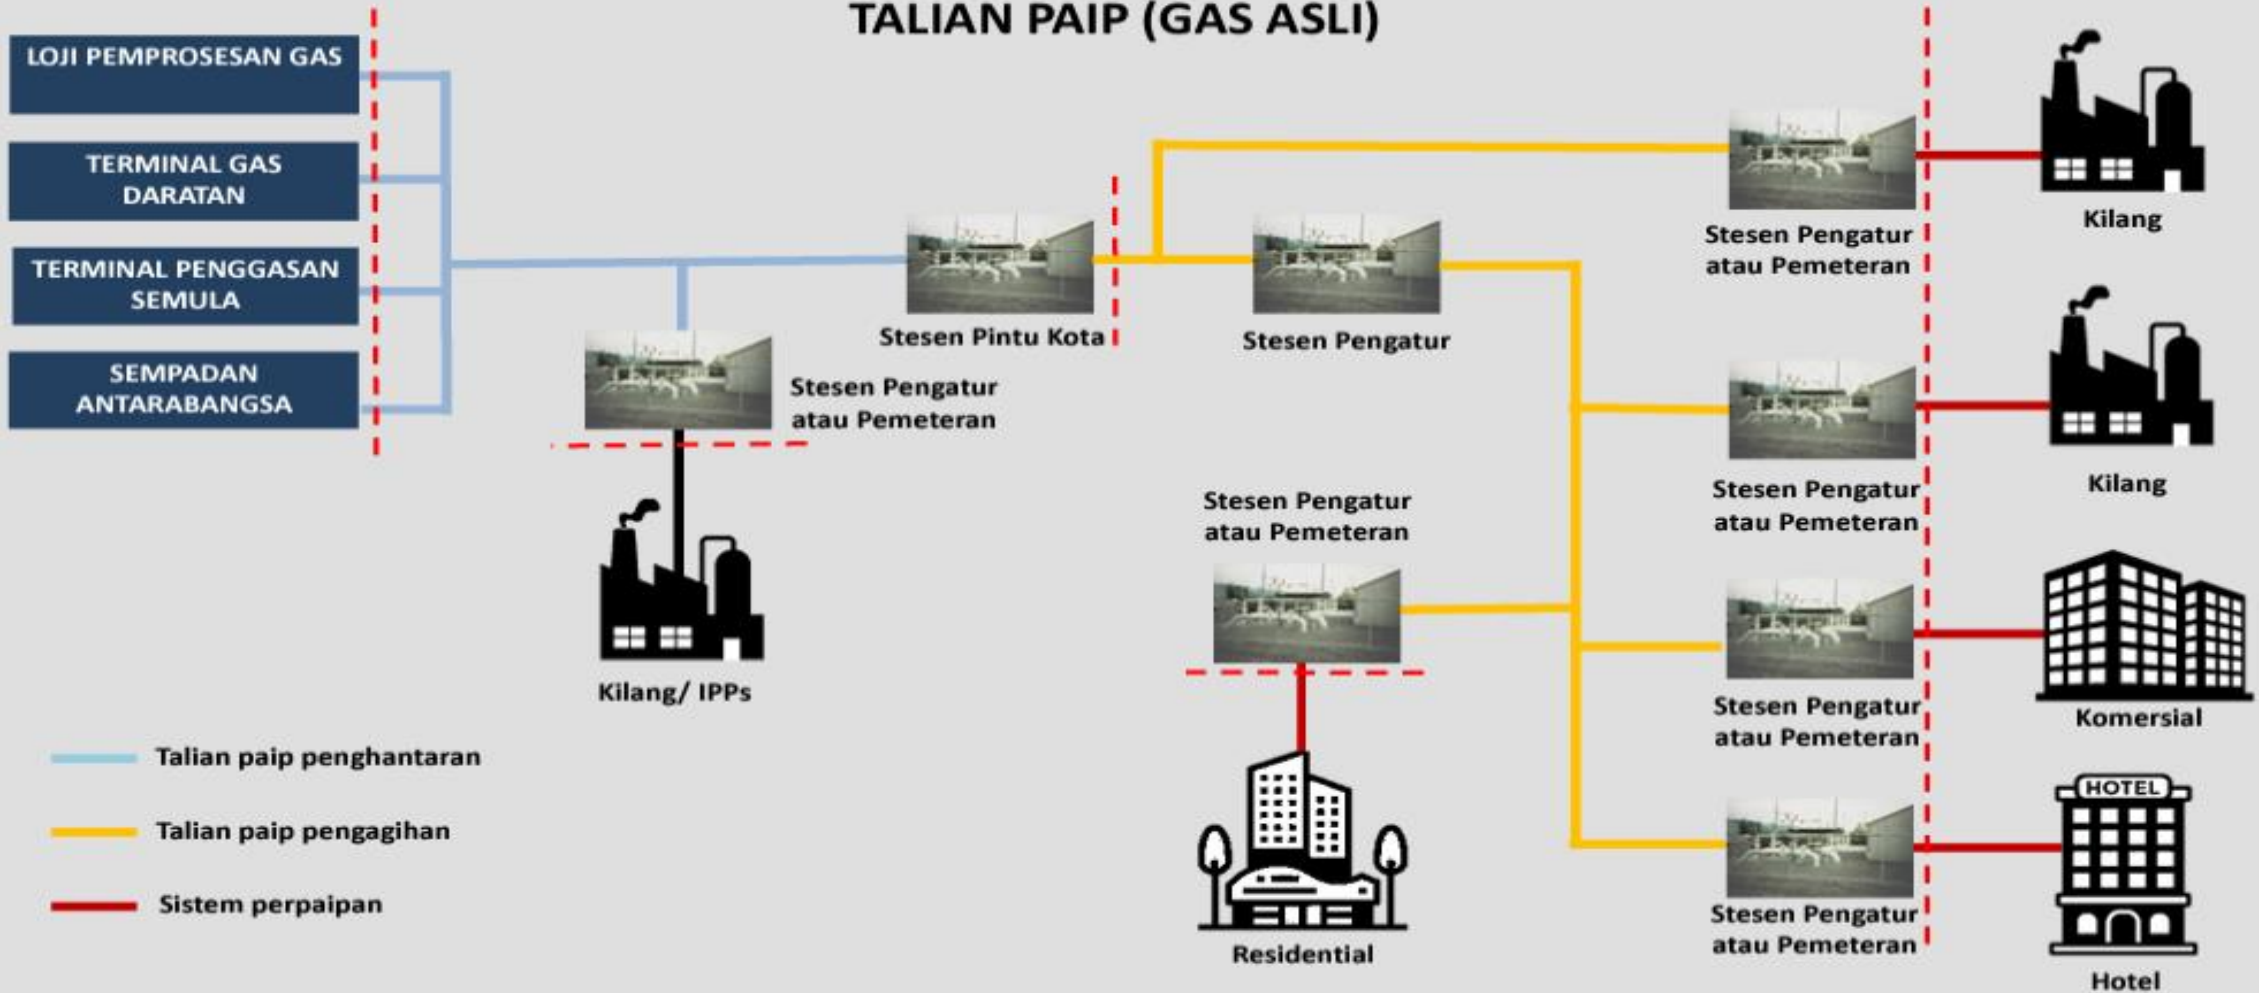 TALIAN PAIP (GAS ASLI)
LOJI PEMPROSESAN GAS
TERMINAL GAS
DARATAN
TERMINAL PENGGASAN
SEMULA
SEMPADAN
ANTARABANGSA
Stesen Pengatur
atau Pemeteran
Kilang/ IPPs
Stesen Pintu Kota
Stesen Pengatur
Stesen Pengatur
atau Pemeteran
Kilang
Stesen Pengatur
atau Pemeteran
Kilang
Stesen Pengatur
atau Pemeteran
Residential
Stesen Pengatur
atau Pemeteran
Komersial
Stesen Pengatur
atau Pemeteran
HOTEL
Hotel
Talian paip penghantaran
Talian paip pengagihan
Sistem perpaipan